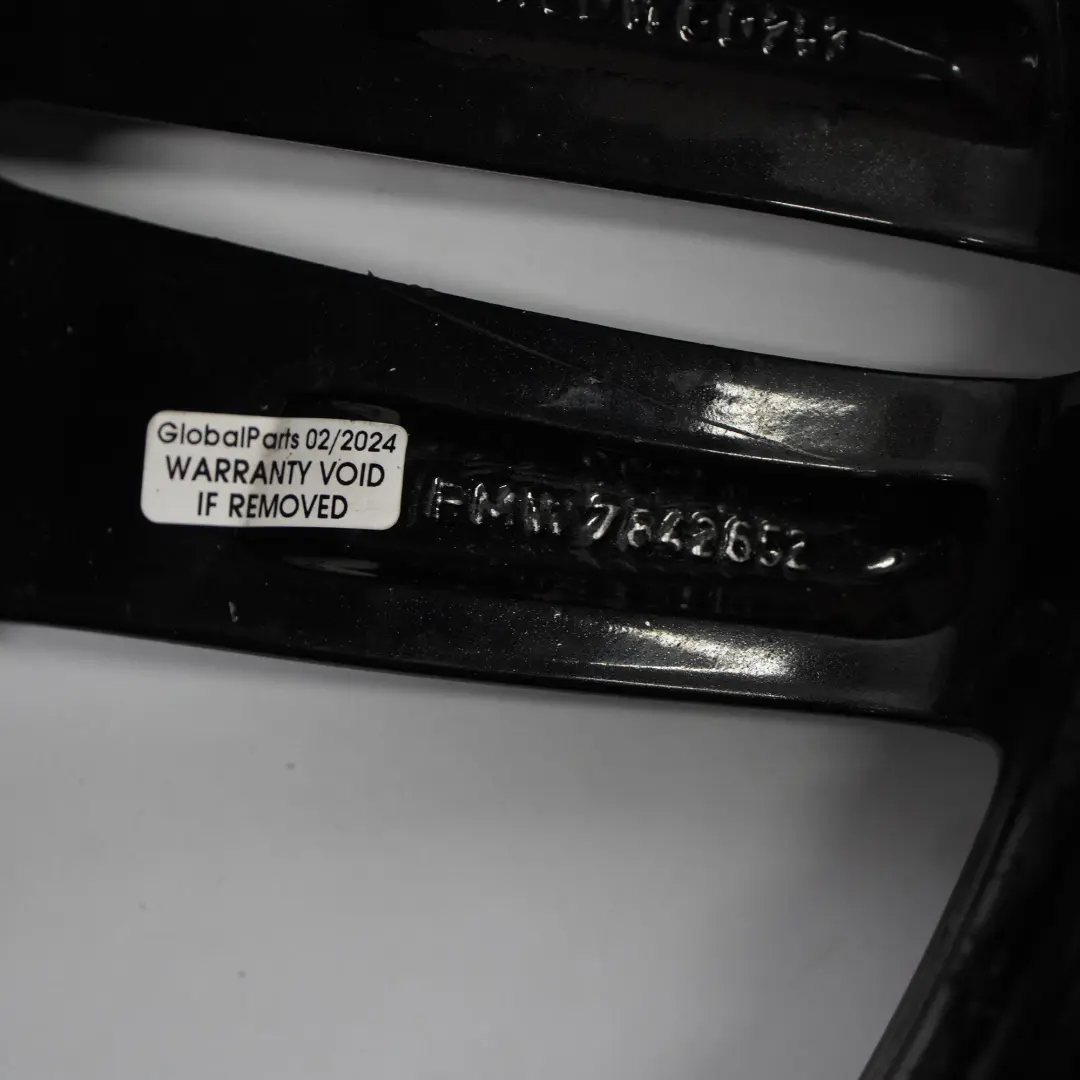 GlobalParts 02/2024
WARRANTY VOID
IF REMOVED
BMW 7842652